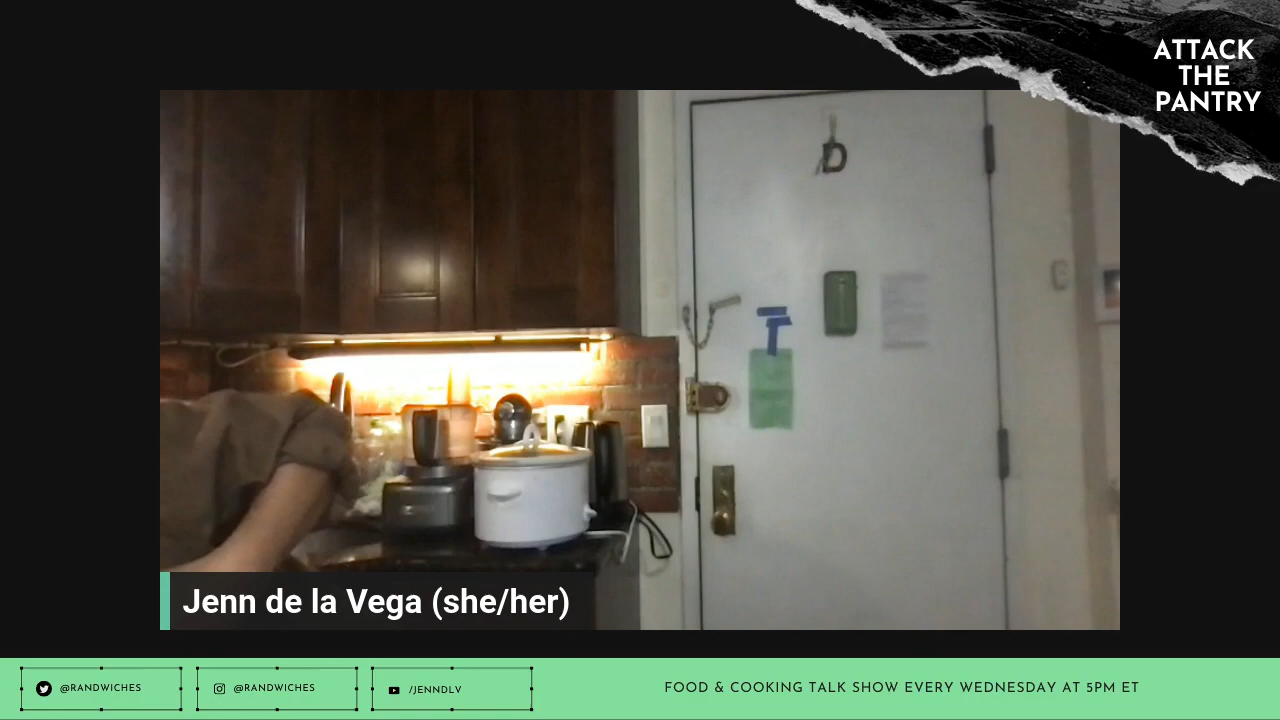 ATTACK
THE
PANTRY
D
Jenn de la Vega (she/her)
@RANDWICHES
@RANDWICHES
/JENNDLV
FOOD & COOKING TALK SHOW EVERY WEDNESDAY AT 5PM ET